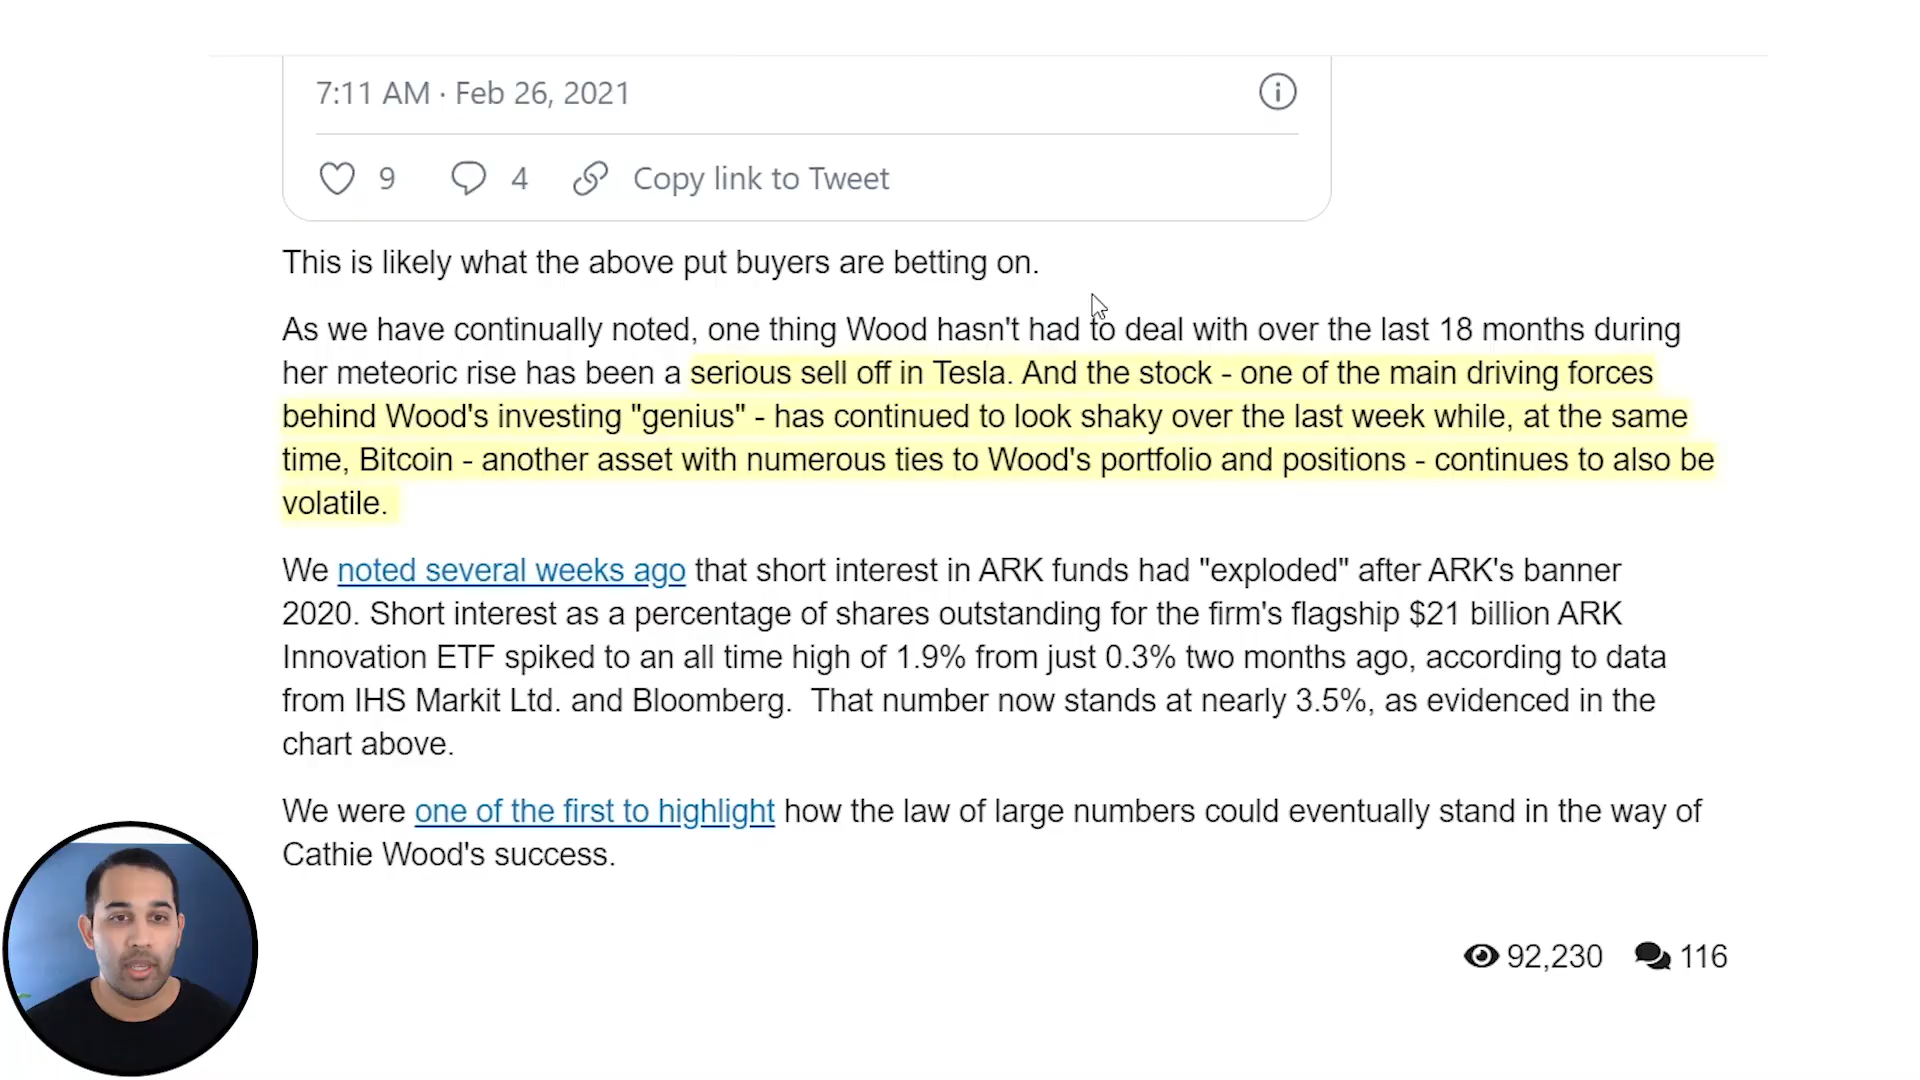 7:11 AM · Feb 26, 2021
9 4 Copy link to Tweet
This is likely what the above put buyers are betting on.
As we have continually noted, one thing Wood hasn't had to deal with over the last 18 months during
her meteoric rise has been a serious sell off in Tesla. And the stock - one of the main driving forces
behind Wood's investing "genius" - has continued to look shaky over the last week while, at the same
time, Bitcoin - another asset with numerous ties to Wood's portfolio and positions - continues to also be
volatile.
We noted several weeks ago that short interest in ARK funds had "exploded" after ARK's banner
2020. Short interest as a percentage of shares outstanding for the firm's flagship $21 billion ARK
Innovation ETF spiked to an all time high of 1.9% from just 0.3% two months ago, according to data
from IHS Markit Ltd. and Bloomberg.  That number now stands at nearly 3.5%, as evidenced in the
chart above.
We were one of the first to highlight how the law of large numbers could eventually stand in the way of
Cathie Wood's success.
92,230 116